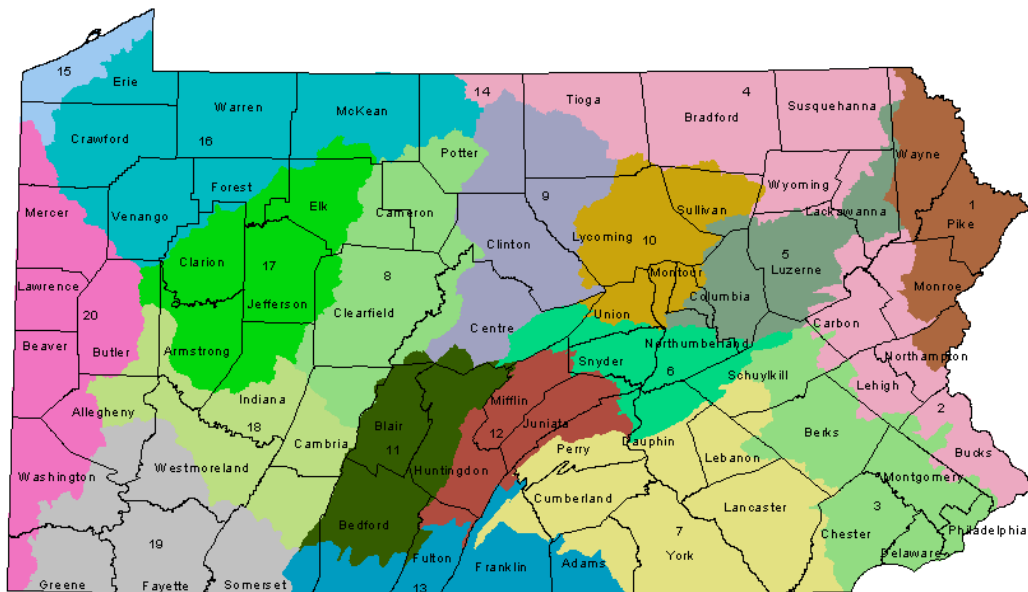 15
Erie
Warren
McKean
14
Tioga
4
Bradford
Susquehanna
Crawford
16
Potter
Wayne
Forest
Elk
Wyoming
Mercer
Venango
Cameron
9
Sullivan
Lackawanna
1
Pike
Clarion
17
Clinton
Lycoming
10
5
Luzerne
Lawrence
8
Montour
Monroe
20
Jefferson
Clearfield
Columbia
Beaver
Butler
Armstrong
Centre
Union
Carbon
Snyder
Northumberland
6
Northampton
Schuylkill
Allegheny
Indiana
Mifflin
Lehigh
18
Blair
Juniata
2
Cambria
11
12
Dauphin
Berks
Perry
Bucks
Washington
Westmoreland
Huntingdon
Lebanon
Montgomery
Cumberland
Lancaster
19
Bedford
7
3
Philadelphia
York
Chester
Delaware
Greene
Fayette
Somerset
Fulton
13
Franklin
Adams